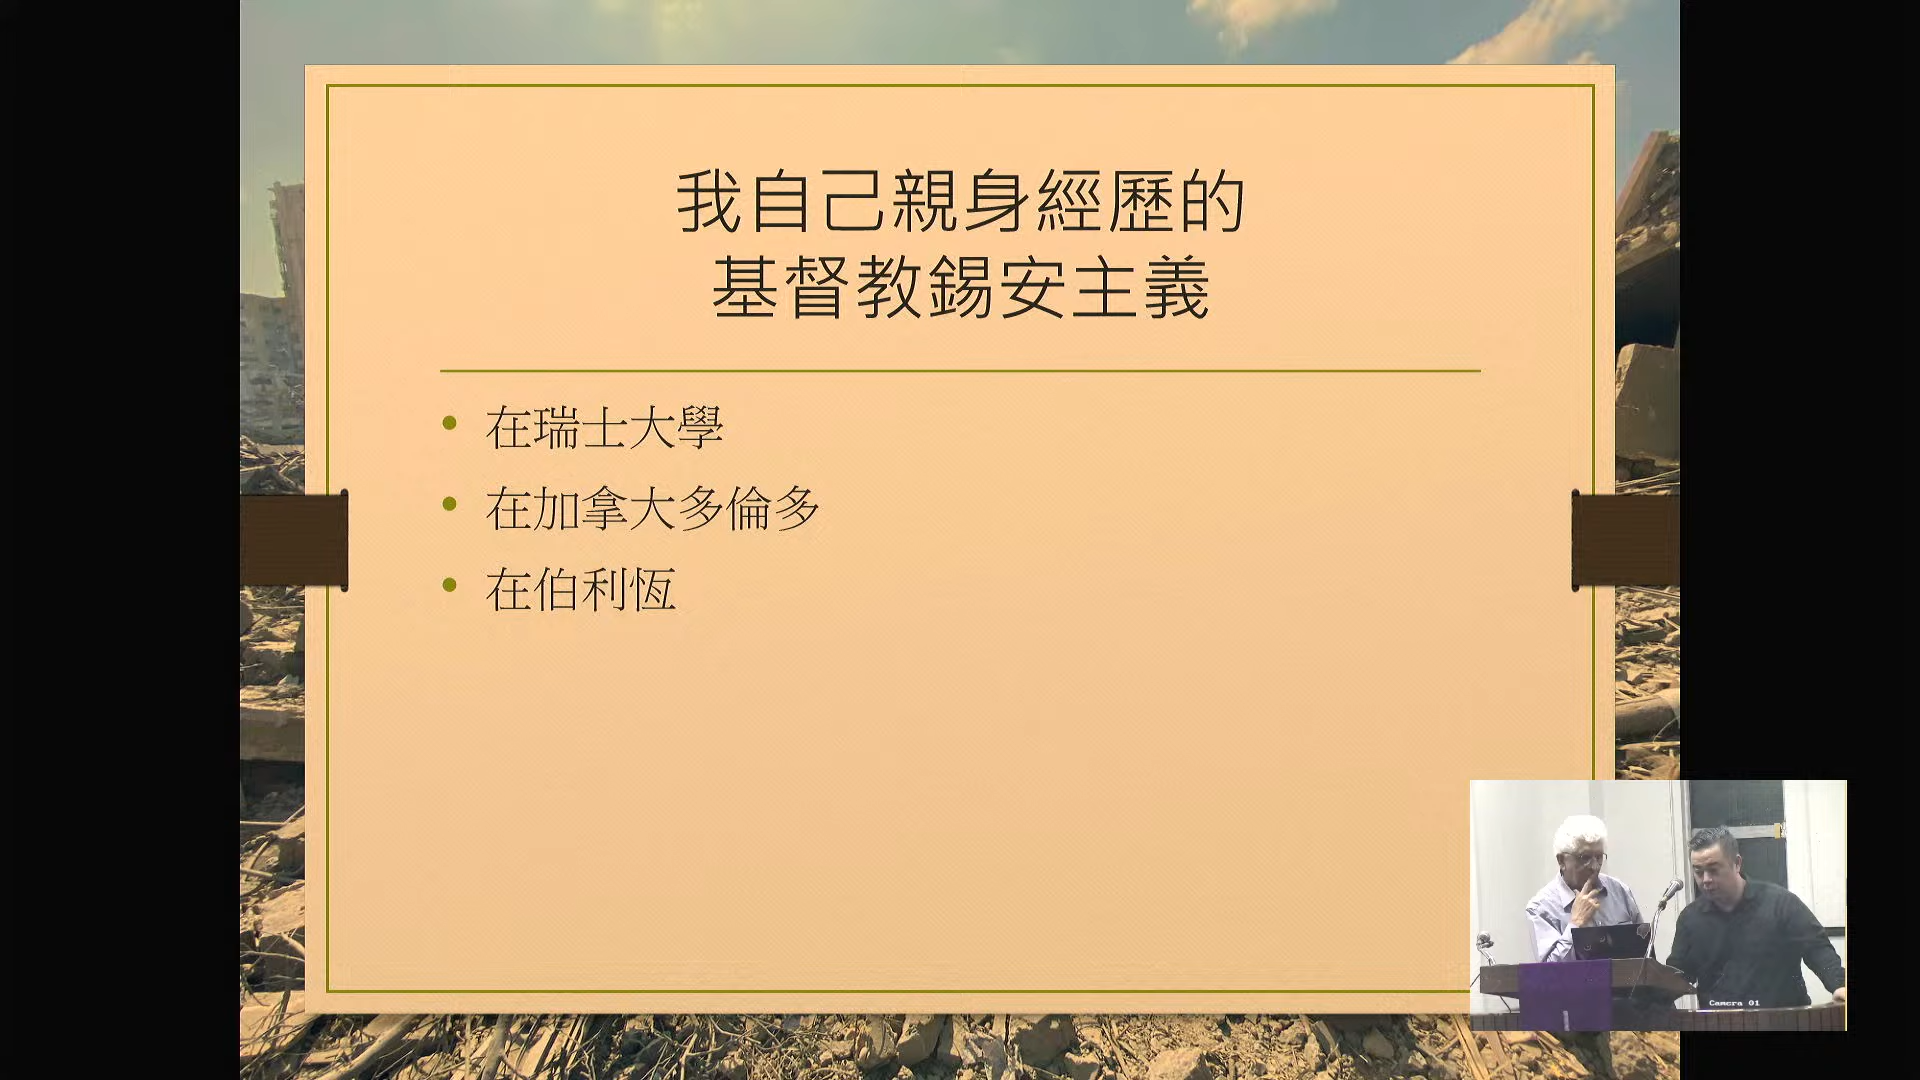 我自己親身經歷的
基督教錫安主義
• 在瑞士大學
• 在加拿大多倫多
• 在伯利恆
Camera 01